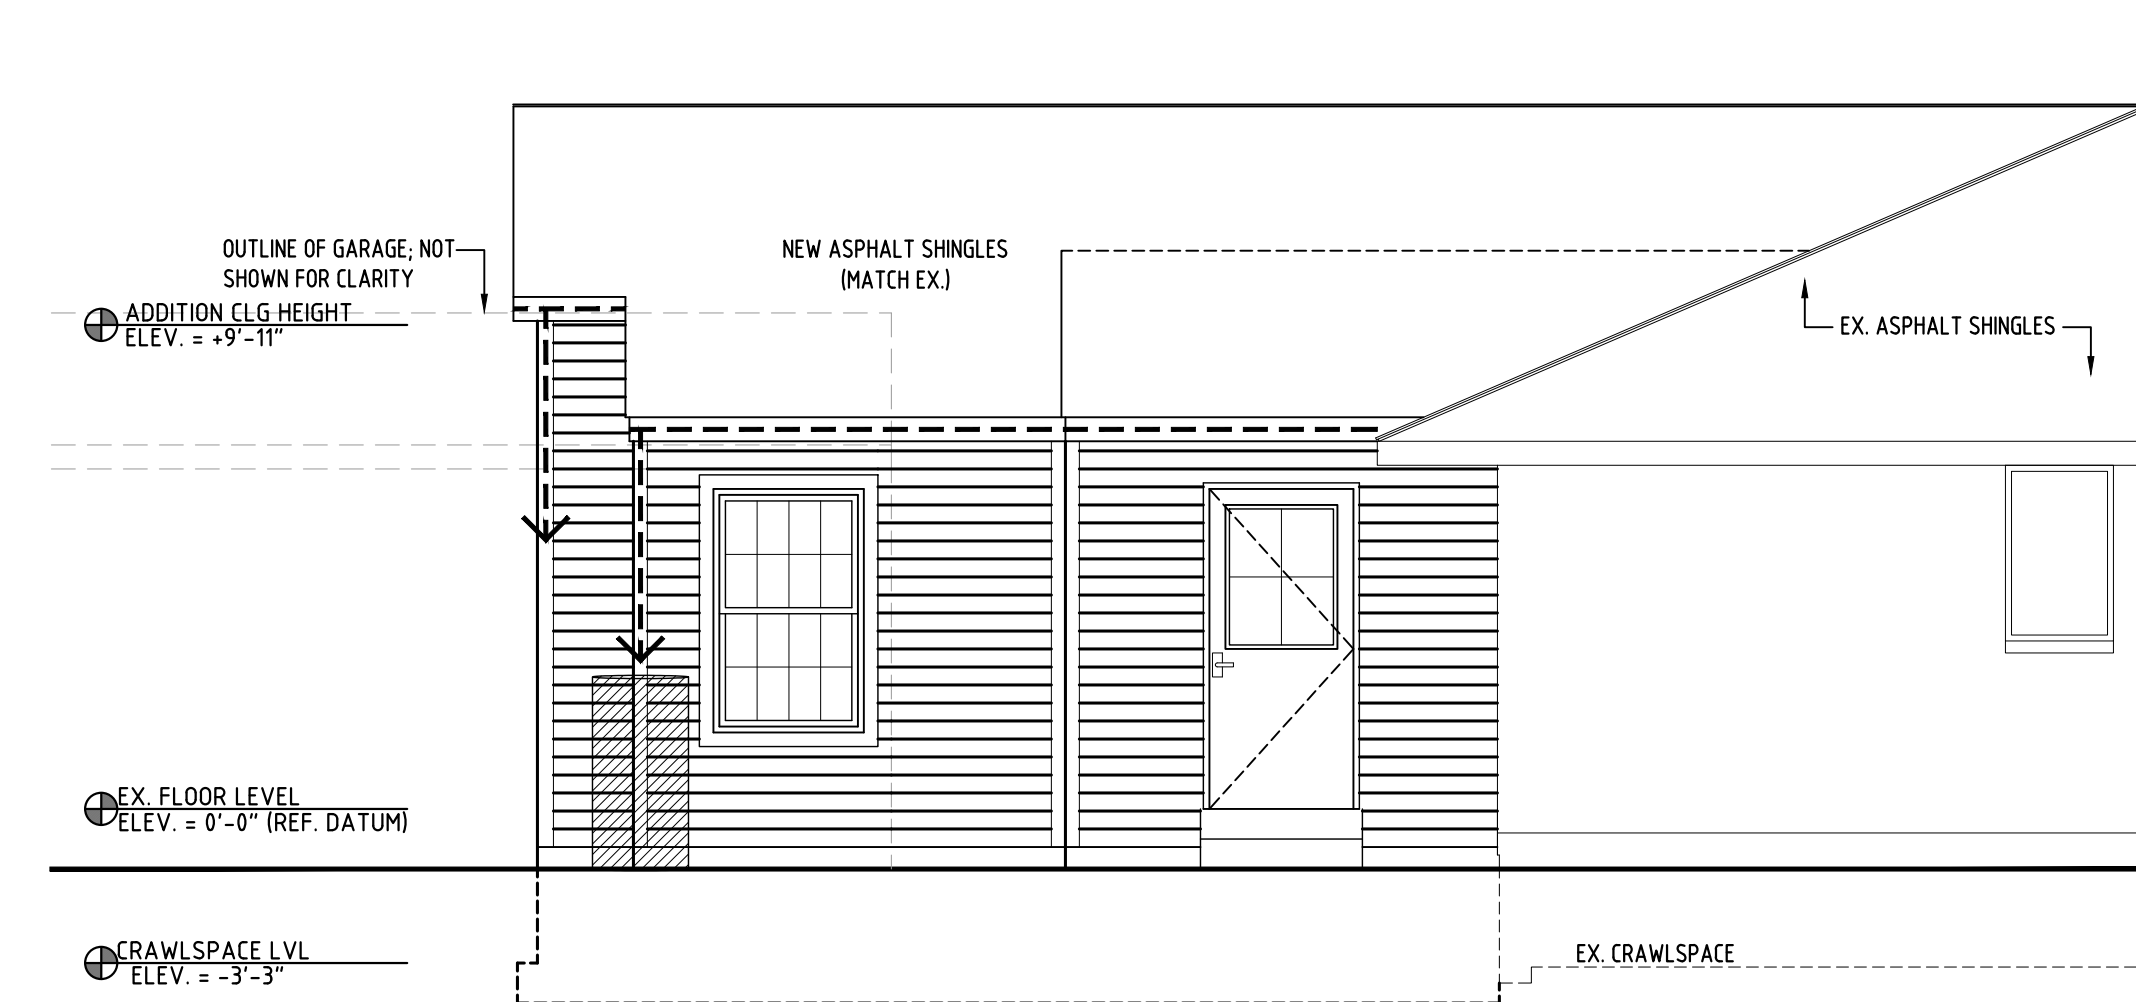 OUTLINE OF GARAGE; NOT
SHOWN FOR CLARITY
NEW ASPHALT SHINGLES
(MATCH EX.)
ADDITION CLG HEIGHT
ELEV. = +9'-11"
EX. ASPHALT SHINGLES
EX. FLOOR LEVEL
ELEV. = 0'-0" (REF. DATUM)
CRAWLSPACE LVL
ELEV. = -3'-3"
EX. CRAWLSPACE